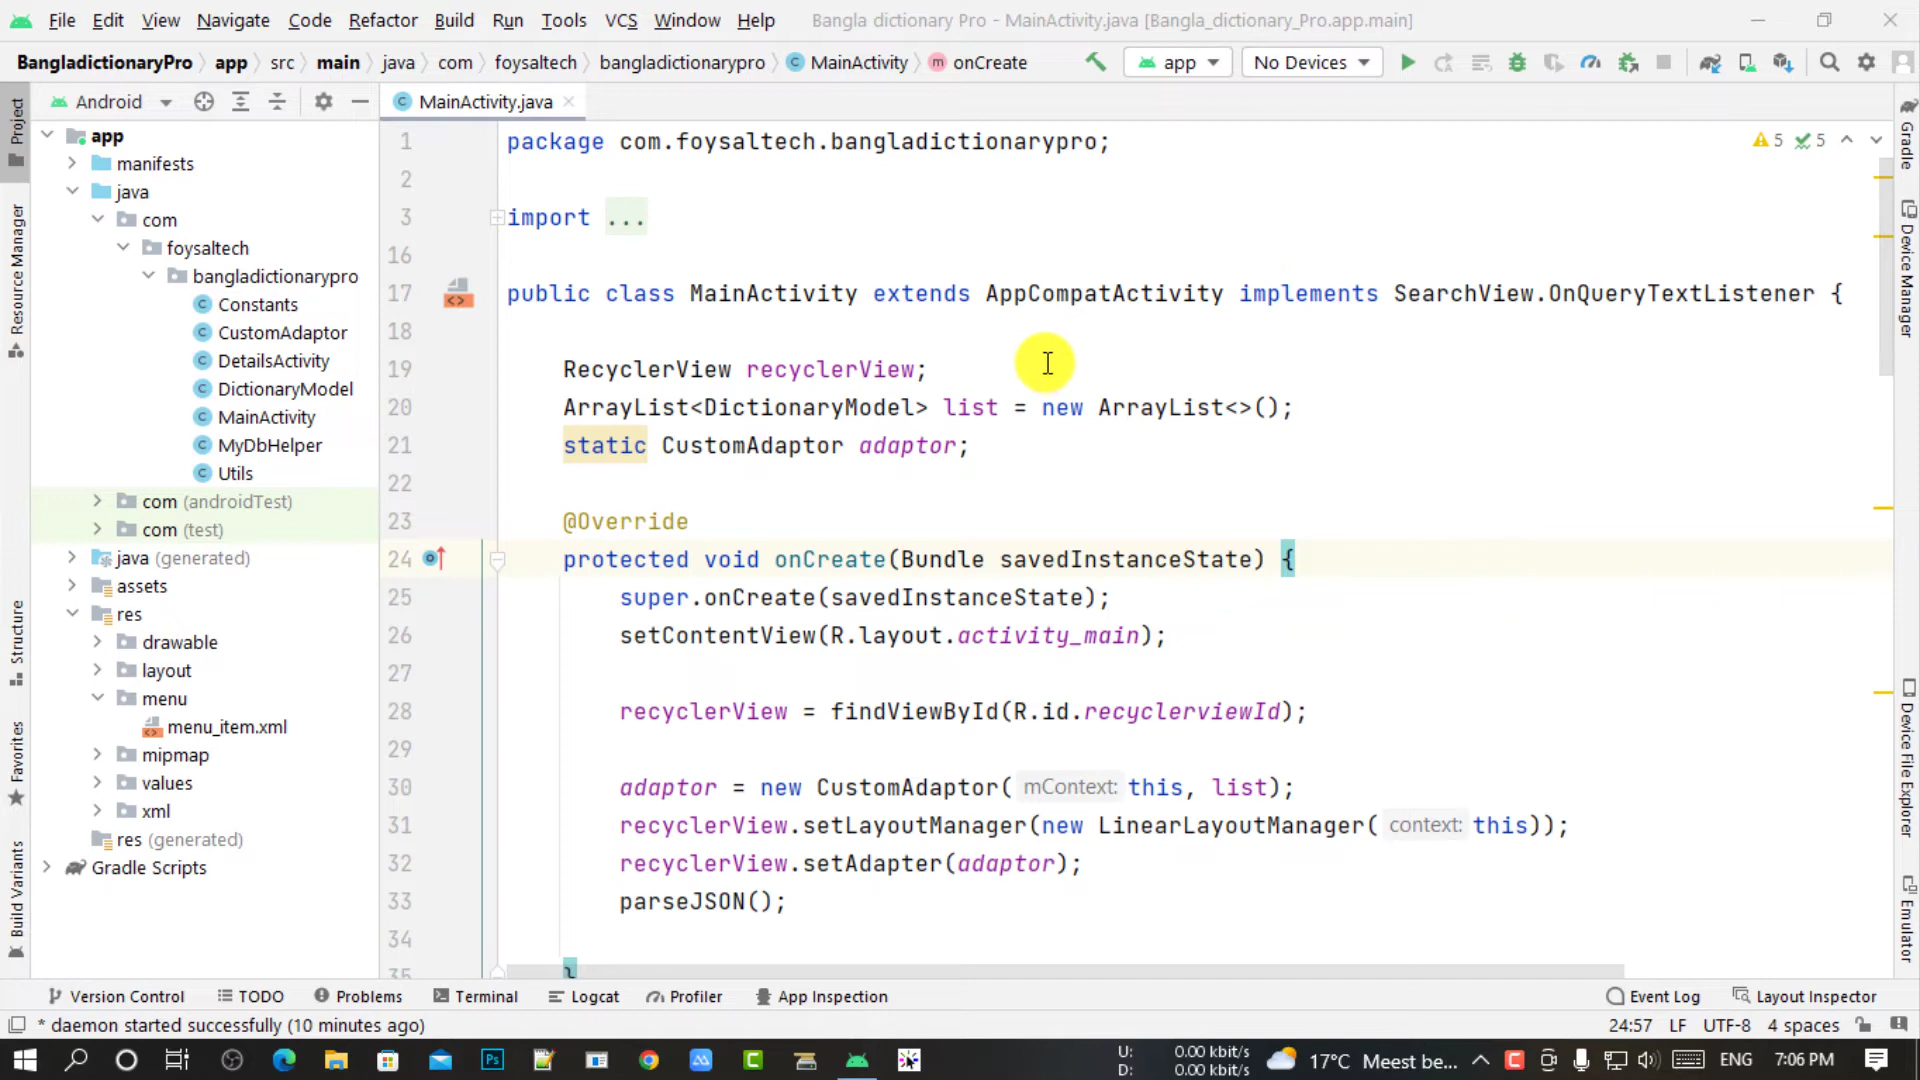 File Edit View Navigate Code Refactor Build Run Tools VCS Window Help Bangla dictionary Pro - MainActivity.java [Bangla_dictionary_Pro.app.main]
BangladictionaryPro app src main java com foysaltech bangladictionarypro MainActivity onCreate app No Devices
Android MainActivity.java
Project
Resource Manager
Structure
Favorites
Build Variants
app
manifests
java
com
foysaltech
bangladictionarypro
Constants
CustomAdaptor
DetailsActivity
DictionaryModel
MainActivity
MyDbHelper
Utils
com (androidTest)
com (test)
java (generated)
assets
res
drawable
layout
menu
menu_item.xml
mipmap
values
xml
res (generated)
Gradle Scripts
1 package com.foysaltech.bangladictionarypro; 5 5
2
3 import ...
16
17 public class MainActivity extends AppCompatActivity implements SearchView.OnQueryTextListener {
18
19 RecyclerView recyclerView;
20 ArrayList<DictionaryModel> list = new ArrayList<>();
21 static CustomAdaptor adaptor;
22
23 @Override
24 protected void onCreate(Bundle savedInstanceState) {
25 super.onCreate(savedInstanceState);
26 setContentView(R.layout.activity_main);
27
28 recyclerView = findViewById(R.id.recyclerviewId);
29
30 adaptor = new CustomAdaptor( mContext: this, list);
31 recyclerView.setLayoutManager(new LinearLayoutManager( context: this));
32 recyclerView.setAdapter(adaptor);
33 parseJSON();
34
35 }
Gradle
Device Manager
Device File Explorer
Emulator
Version Control TODO Problems Terminal Logcat Profiler App Inspection Event Log Layout Inspector
* daemon started successfully (10 minutes ago) 24:57 LF UTF-8 4 spaces
U: 0.00 kbit/s
D: 0.00 kbit/s
17°C Meest be... ENG 7:06 PM